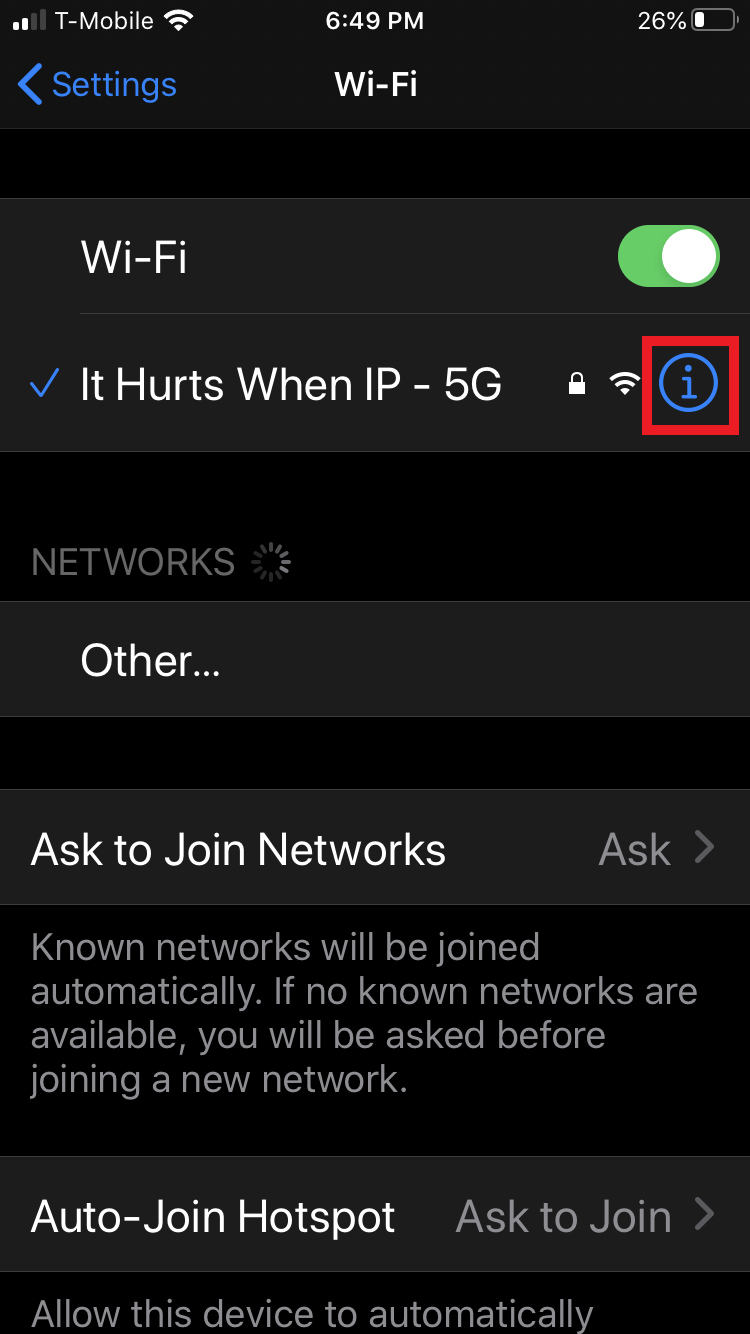 T-Mobile 6:49 PM 26%
Settings Wi-Fi
Wi-Fi
It Hurts When IP - 5G
NETWORKS
Other...
Ask to Join Networks Ask
Known networks will be joined
automatically. If no known networks are
available, you will be asked before
joining a new network.
Auto-Join Hotspot Ask to Join
Allow this device to automatically